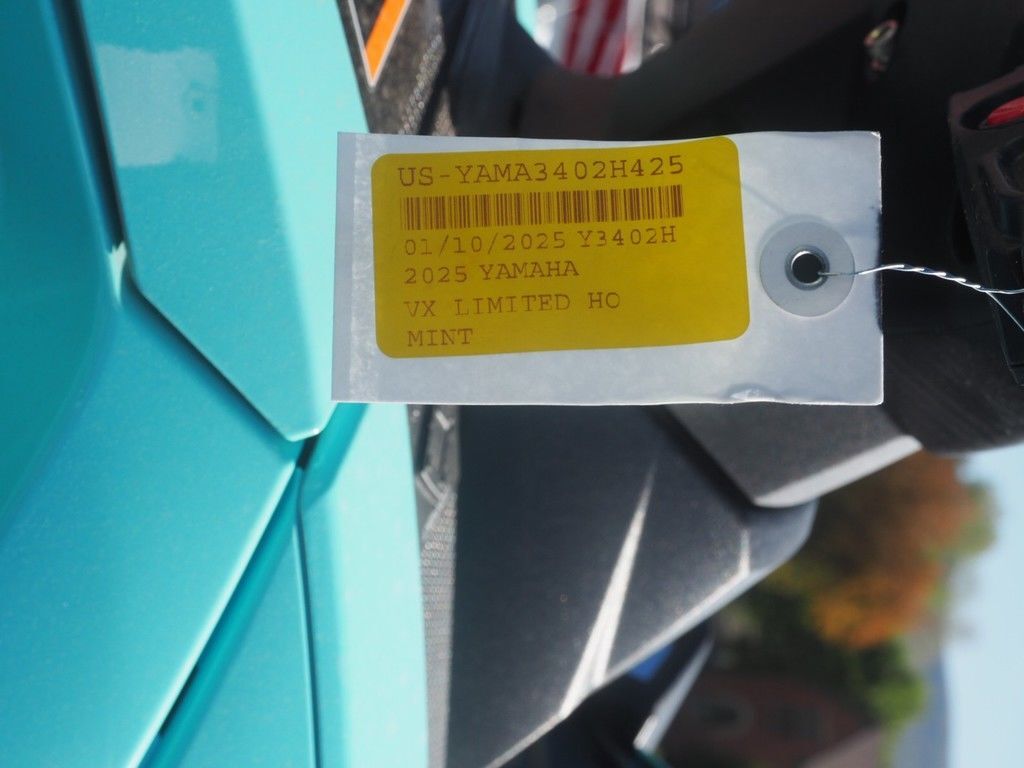 US-YAMA3402H425
01/10/2025 Y3402H
2025 YAMAHA
VX LIMITED HO
MINT